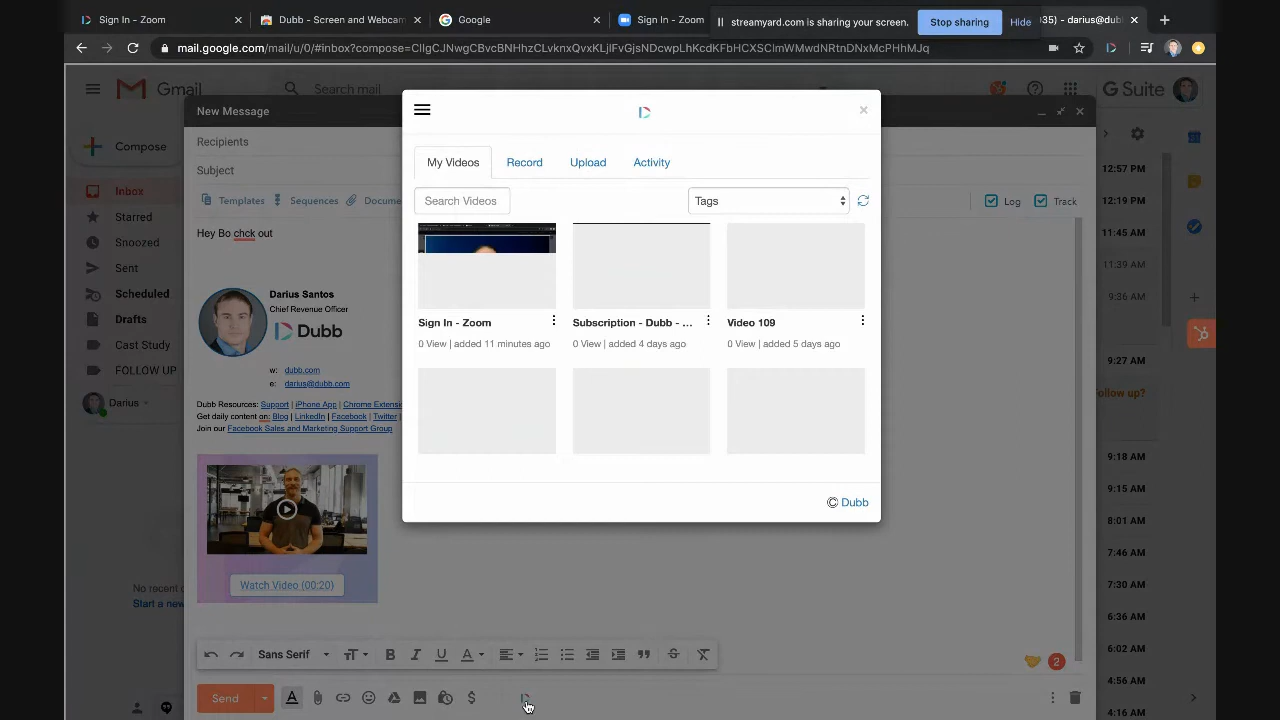 Sign In - Zoom
Dubb - Screen and Webcam
Google
Sign In - Zoom
streamyard.com is sharing your screen.
Stop sharing
Hide
35) - darius@dubb
mail.google.com/mail/u/0/#inbox?compose=
Gmail
Search mail
G Suite
New Message
Compose
Recipients
Subject
My Videos
Record
Upload
Activity
12:57 PM
Inbox
Templates
Sequences
Docume
Search Videos
Tags
Log
Track
12:19 PM
Starred
Hey Bo chck out
11:45 AM
Snoozed
11:39 AM
Sent
Scheduled
Darius Santos
Chief Revenue Officer
9:36 AM
Drafts
Dubb
Sign In - Zoom
Subscription - Dubb - ...
Video 109
Case Study
0 View | added 11 minutes ago
0 View | added 4 days ago
0 View | added 5 days ago
9:27 AM
FOLLOW UP
w: dubb.com
e: darius@dubb.com
Follow up?
Darius
Dubb Resources: Support | iPhone App | Chrome Extensi
Get daily content on: Blog | LinkedIn | Facebook | Twitter |
Join our Facebook Sales and Marketing Support Group
9:18 AM
9:15 AM
© Dubb
8:01 AM
7:46 AM
No recent c
Start a new
Watch Video (00:20)
7:30 AM
6:36 AM
Sans Serif
6:02 AM
2
4:56 AM
Send
4:16 AM